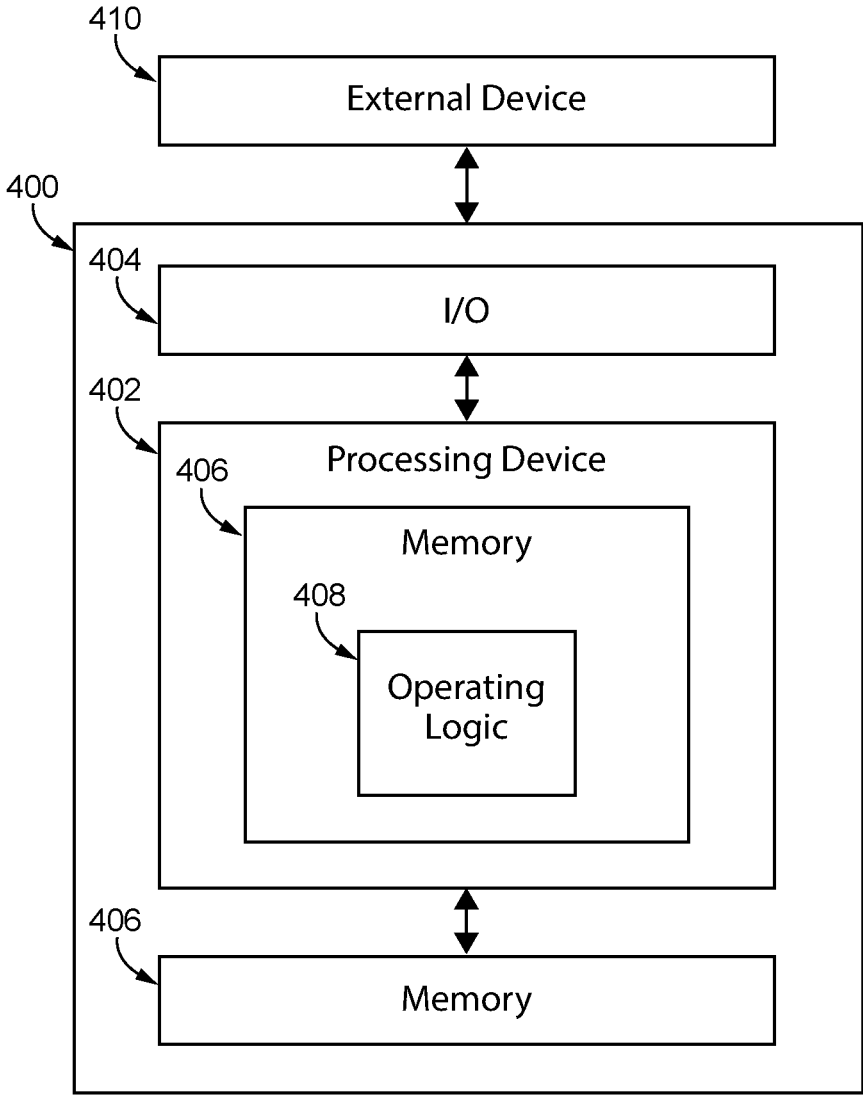 410
External Device
400
404
I/O
402
Processing Device
406
Memory
408
Operating
Logic
406
Memory